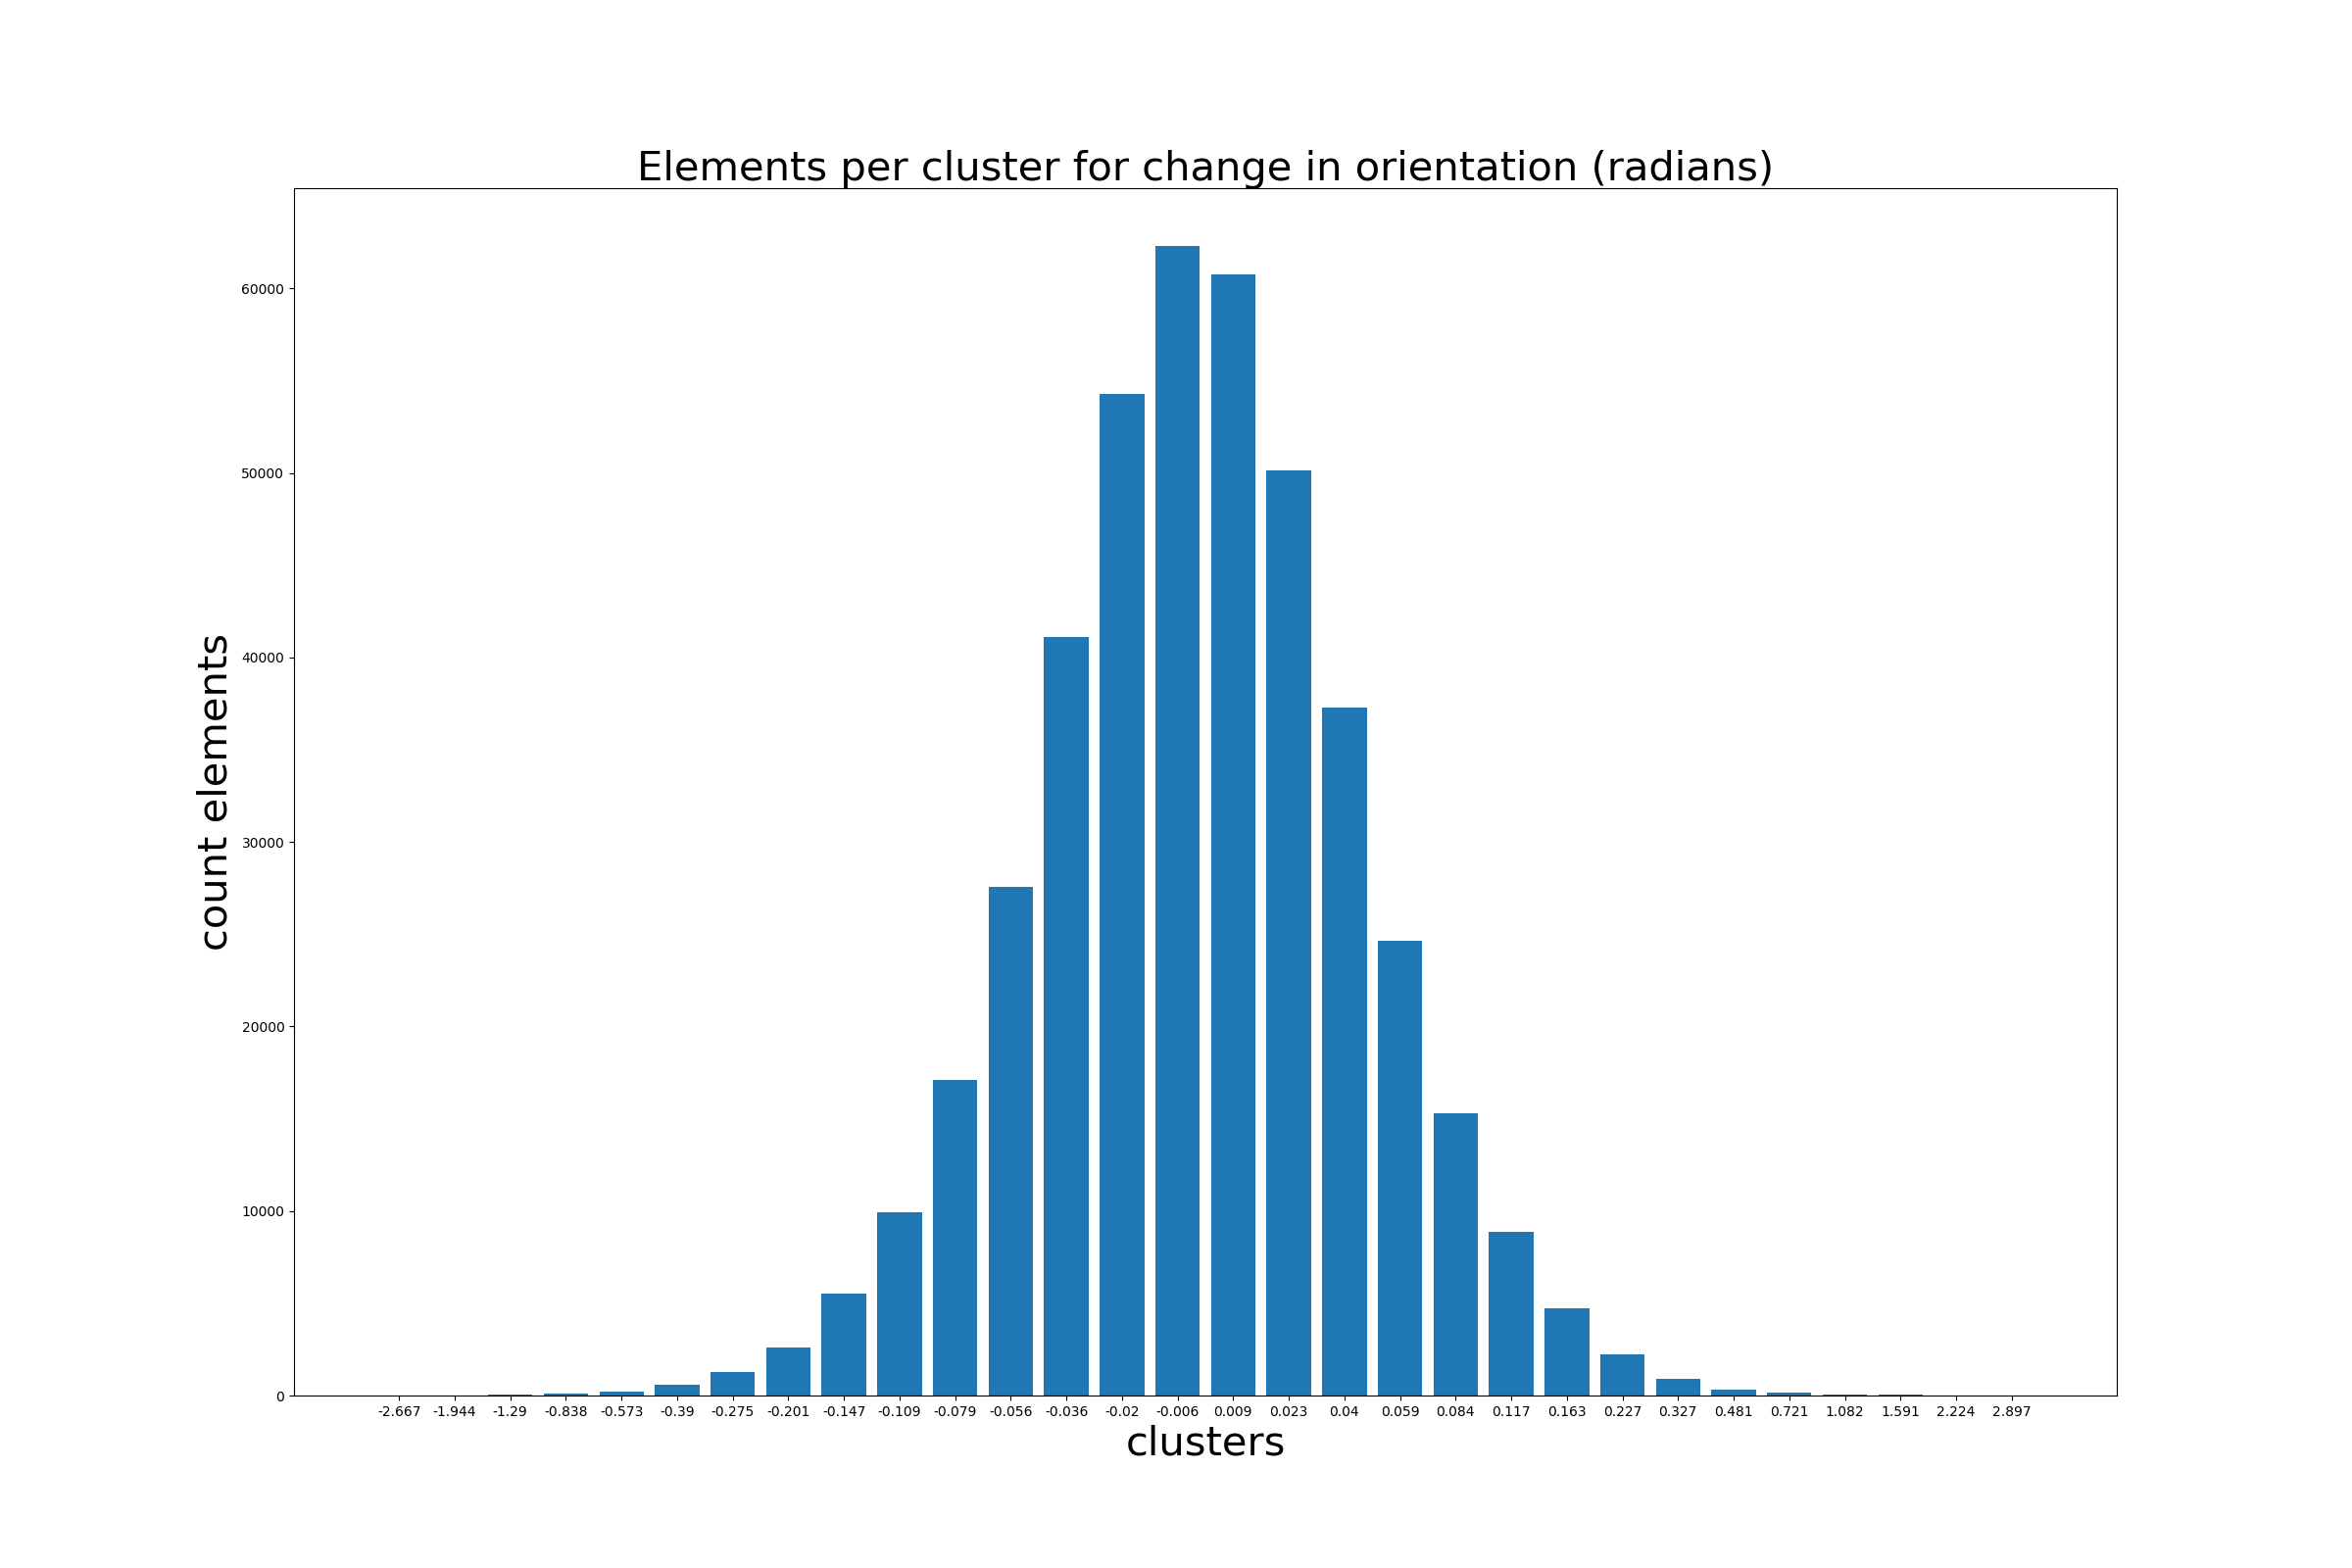 Elements per cluster for change in orientation (radians)
count elements
60000
50000
40000
30000
20000
10000
0
-2.667 -1.944 -1.29 -0.838 -0.573 -0.39 -0.275 -0.201 -0.147 -0.109 -0.079 -0.056 -0.036 -0.02 -0.006 0.009 0.023 0.04 0.059 0.084 0.117 0.163 0.227 0.327 0.481 0.721 1.082 1.591 2.224 2.897
clusters